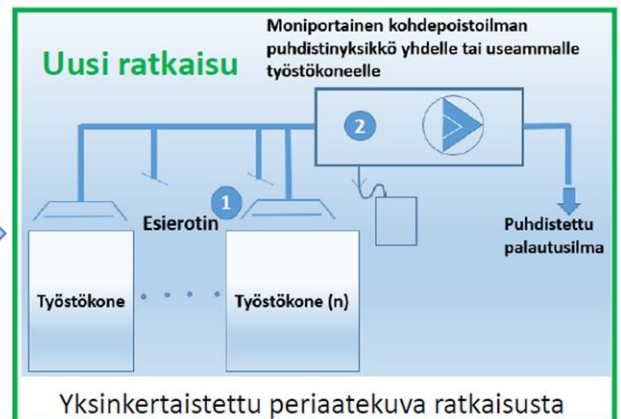 Uusi ratkaisu
Moniportainen kohdepoistoilman
puhdistinyksikkö yhdelle tai useammalle
työstökoneelle
2
1
Esierotin
Puhdistettu
palautusilma
Työstökone
Työstökone (n)
Yksinkertaistettu periaatekuva ratkaisusta